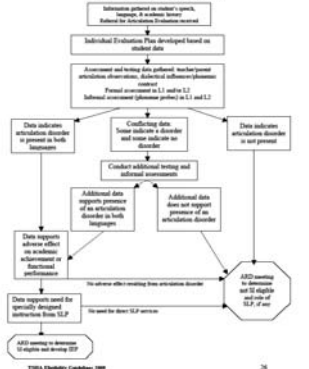 Information gathered on student's speech,
language, & academic history
Referral for Articulation Evaluation received
Individual Evaluation Plan developed based on
student data
Assessment and testing data gathered: teacher/parent
articulation observations, dialectical influences/phonemic
contrast
Formal assessment in L1 and/or L2
Informal assessment (phoneme probes) in L1 and L2
Data indicates
articulation disorder
is present in both
languages
Conflicting data:
Some indicate a disorder
and some indicate no
disorder
Data indicates
articulation disorder
is not present
Conduct additional testing and
informal assessments
Additional data
supports presence
of an articulation
disorder in both
languages
Additional data
does not support
presence of an
articulation disorder
Data supports
adverse effect
on academic
achievement or
functional
performance
No adverse effect resulting from articulation disorder
ARD meeting
to determine
not SI eligible
and role of
SLP, if any
Data supports need for
specially designed
instruction from SLP
No need for direct SLP services
ARD meeting to determine
SI eligible and develop IEP
TSHA Eligibility Guidelines 2009
26